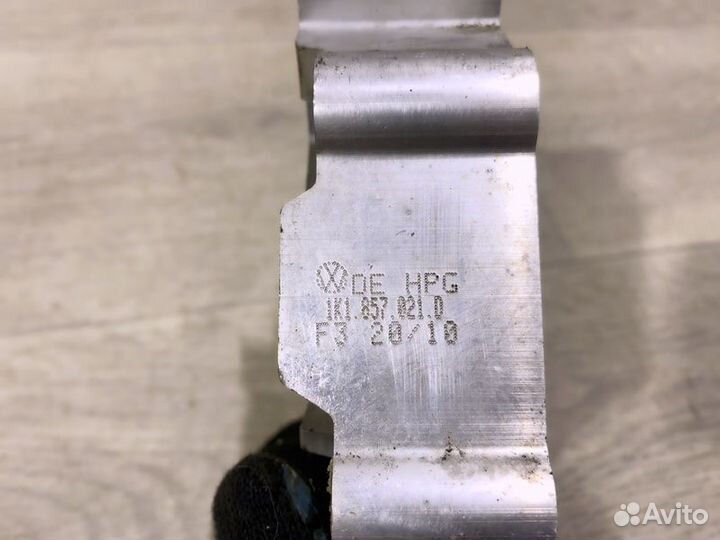 DE HPG
1K1.857.021.D
F3 20/10
Avito